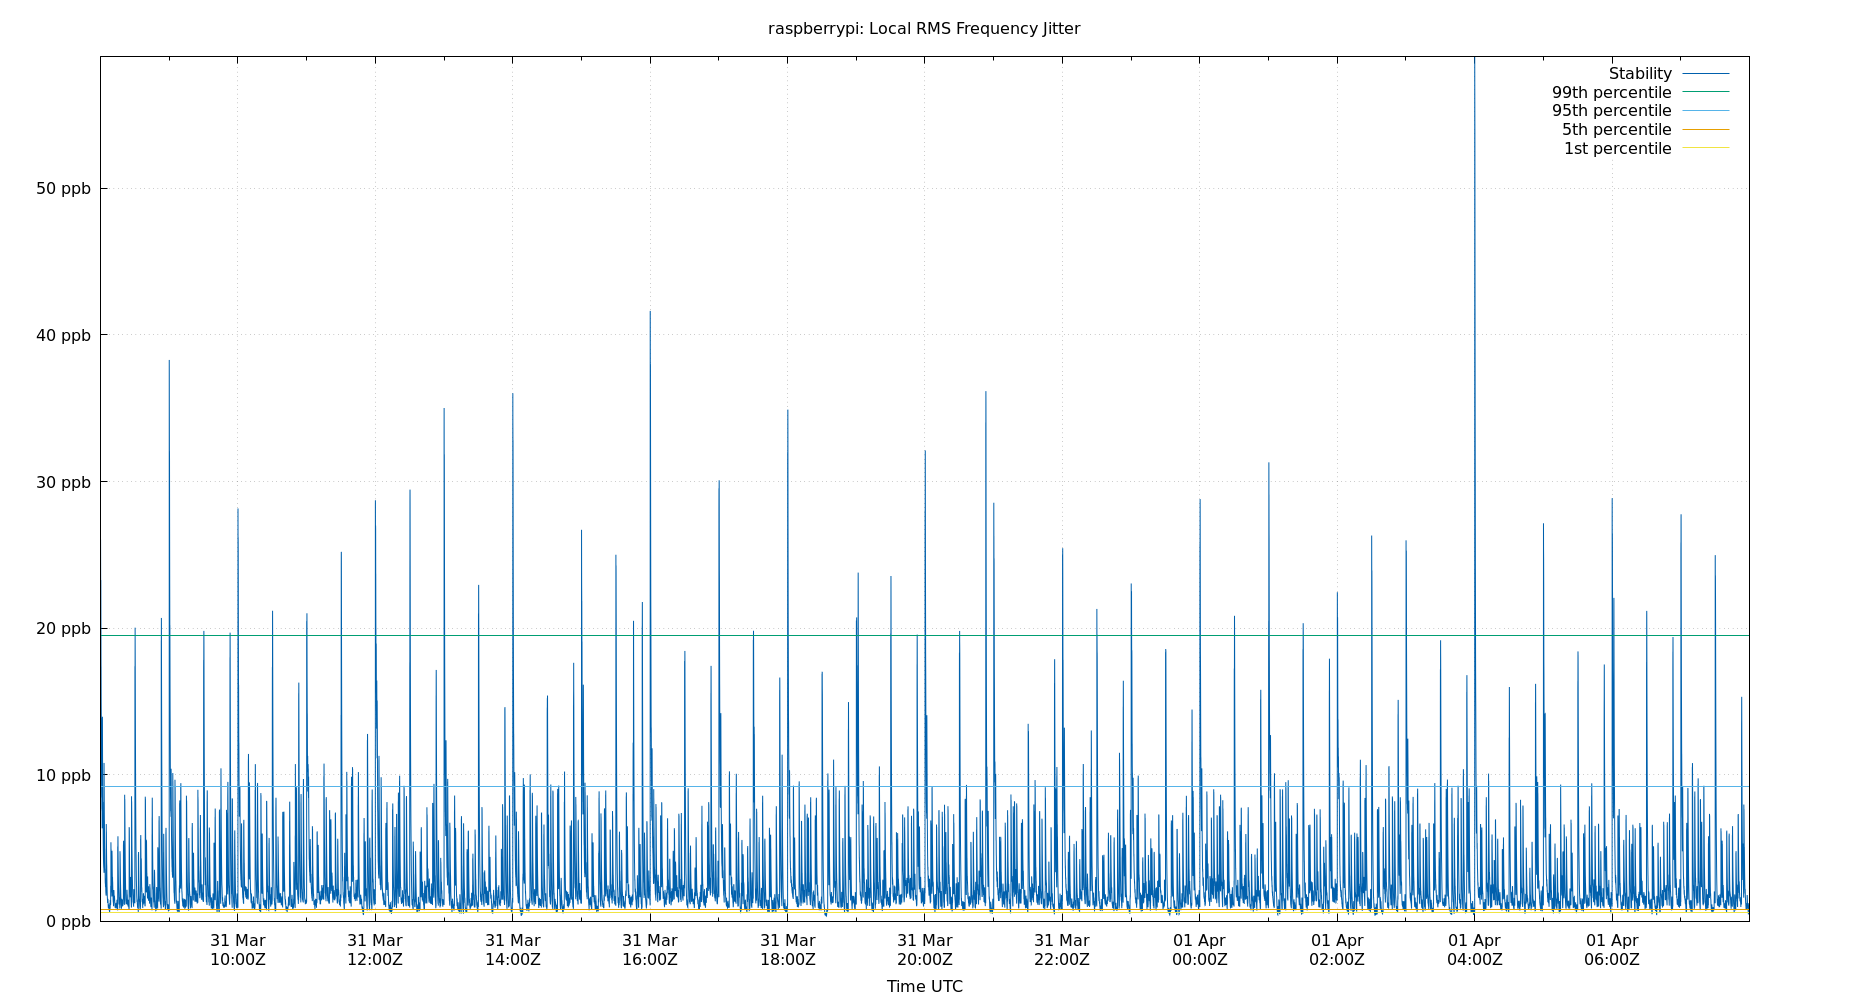 raspberrypi: Local RMS Frequency Jitter
Stability
99th percentile
95th percentile
5th percentile
1st percentile
50 ppb
40 ppb
30 ppb
20 ppb
10 ppb
0 ppb
31 Mar 31 Mar 31 Mar 31 Mar 31 Mar 31 Mar 31 Mar 01 Apr 01 Apr 01 Apr 01 Apr
10:00Z 12:00Z 14:00Z 16:00Z 18:00Z 20:00Z 22:00Z 00:00Z 02:00Z 04:00Z 06:00Z
Time UTC